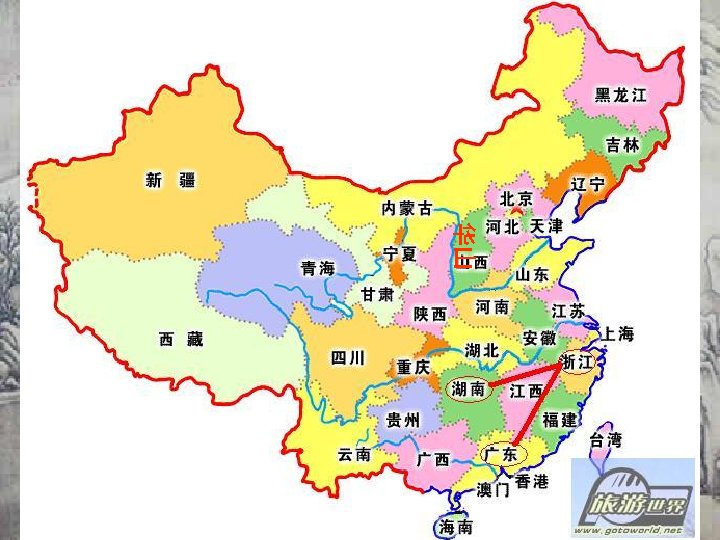 黑龙江
吉林
新 疆
辽宁
北京
内蒙古
河北
天津
华山
宁夏
山西
青海
山东
甘肃
陕西
河南
江苏
西 藏
安徽
上海
四川
湖北
重庆
浙江
湖南
江西
贵州
福建
台湾
云南
广西
广东
澳门
香港
海南
旅游世界
www.gotoworld.net